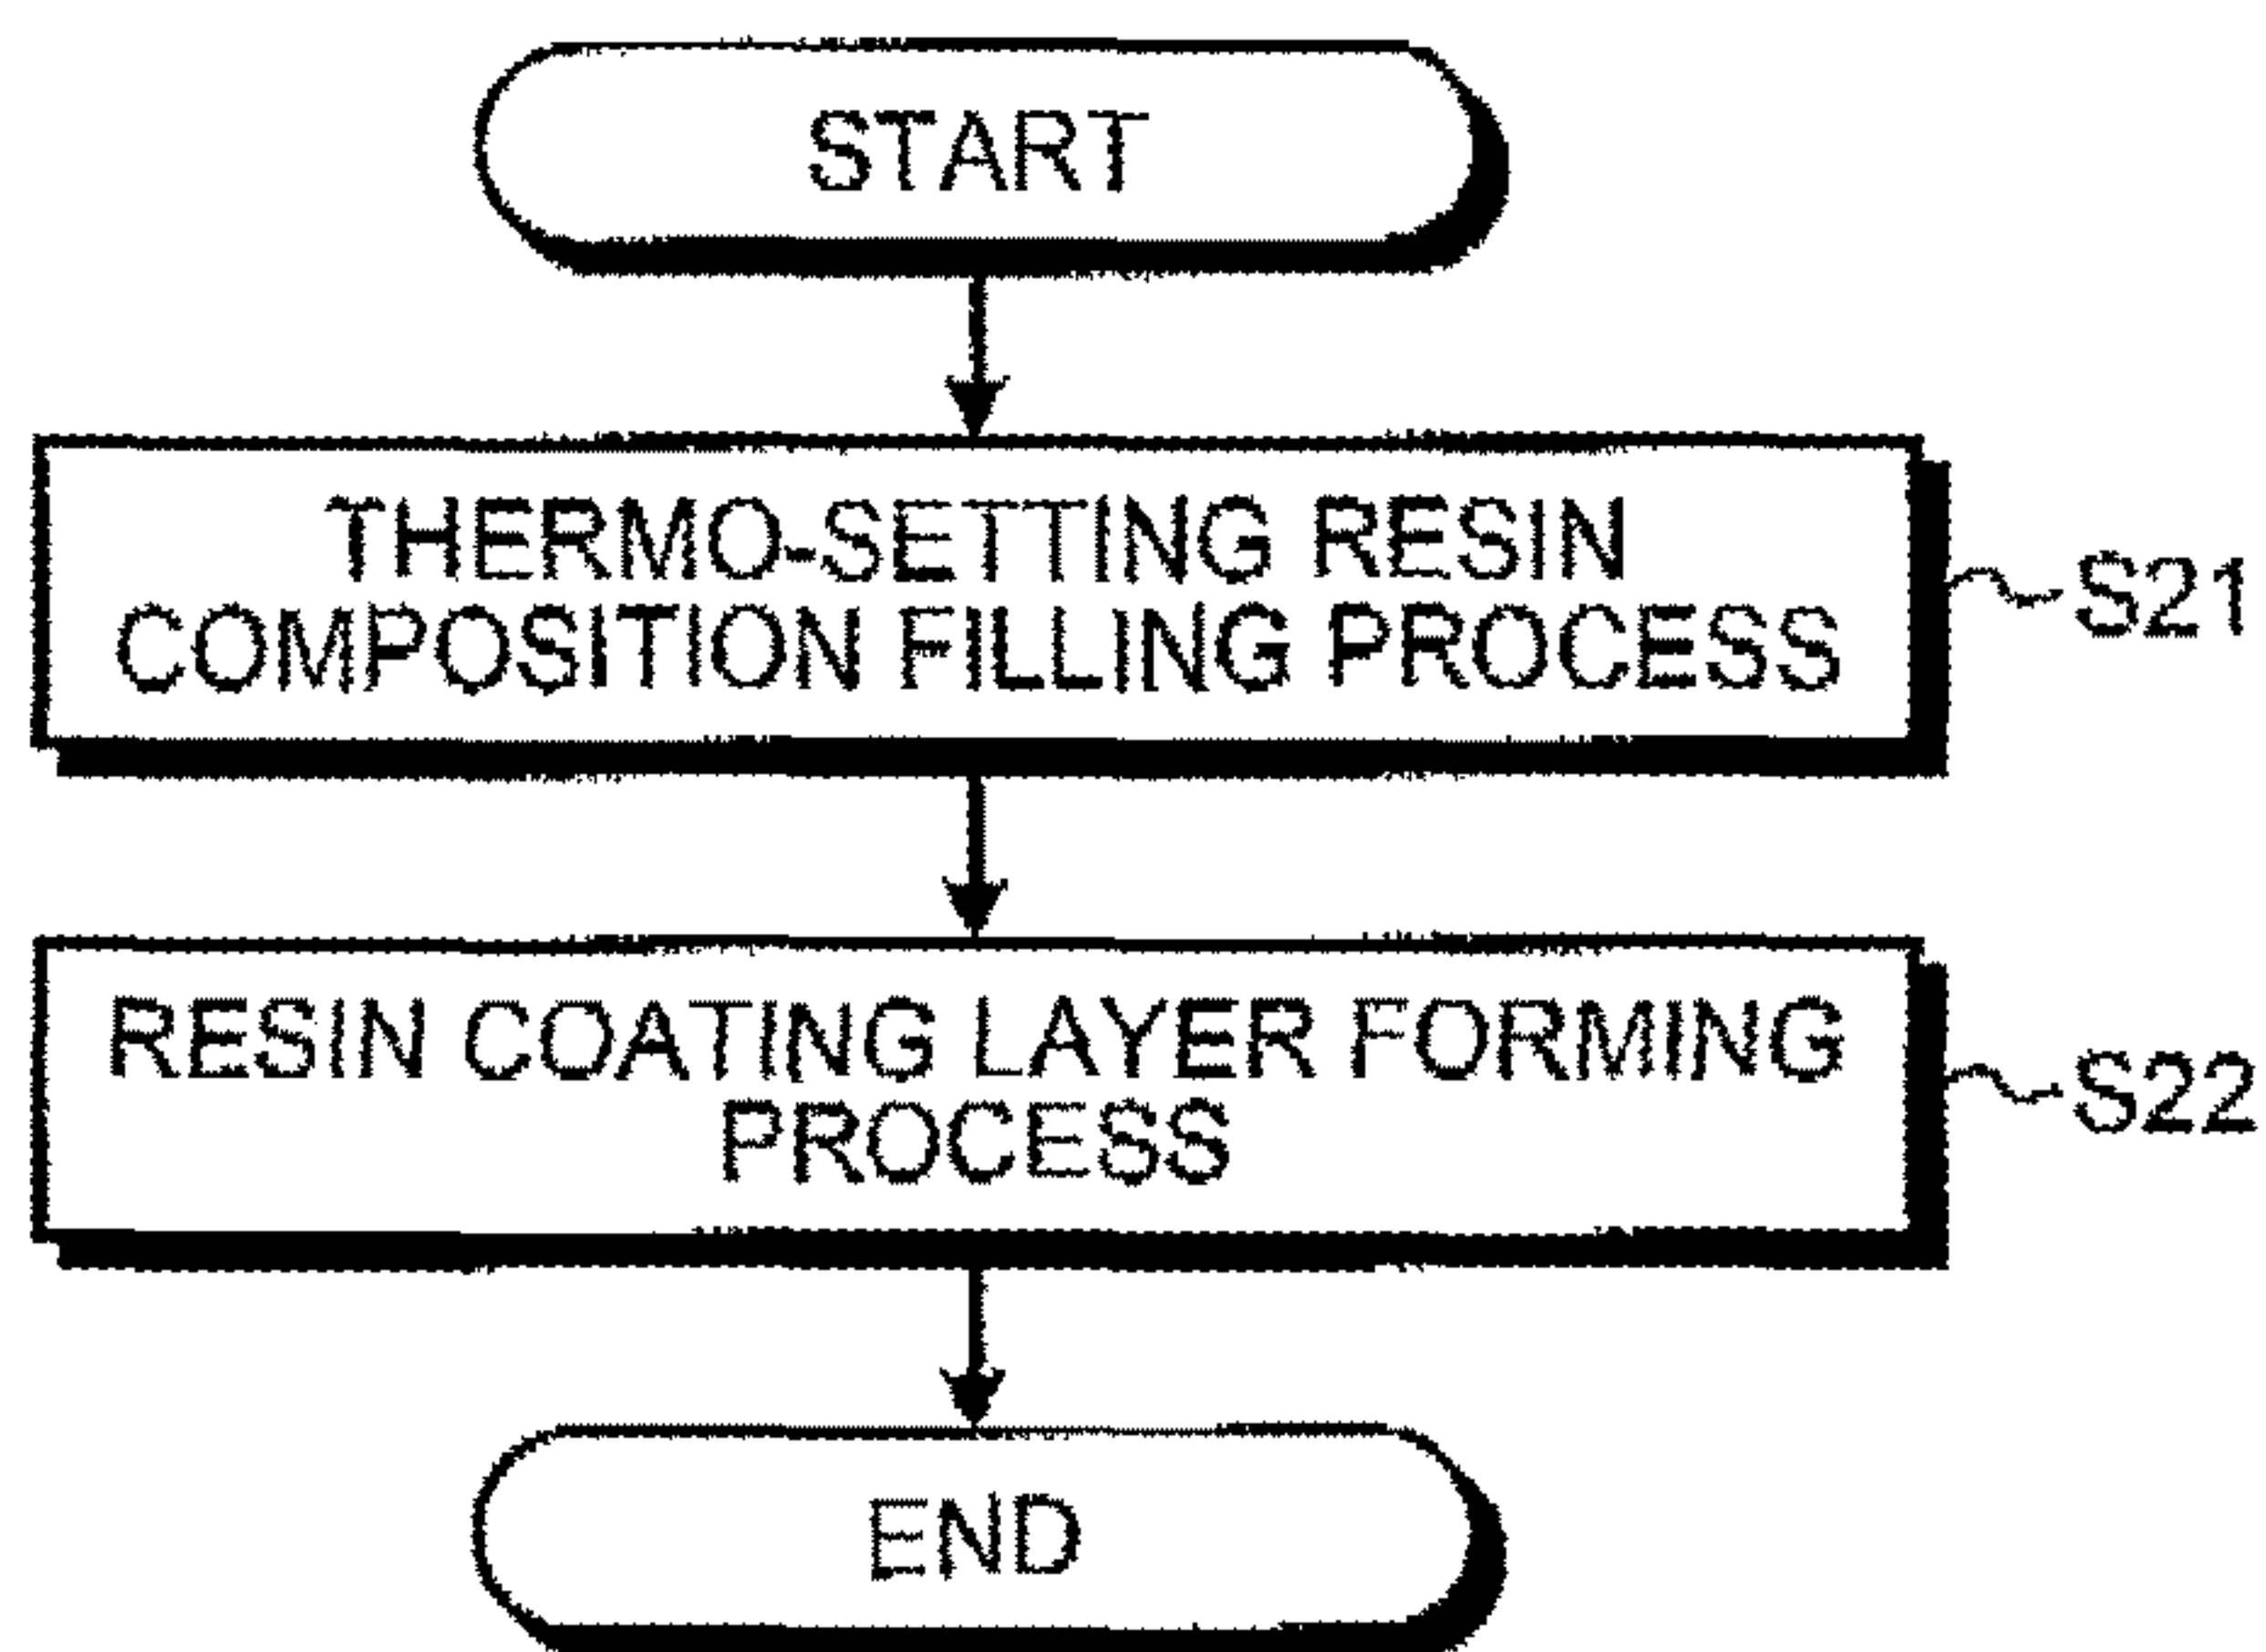 START
THERMO-SETTING RESIN
COMPOSITION FILLING PROCESS
S21
RESIN COATING LAYER FORMING
PROCESS
S22
END